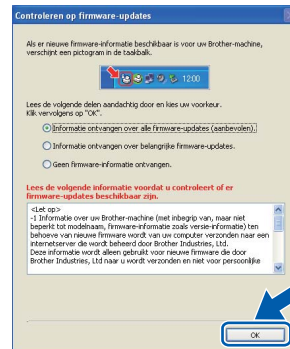 Controleren op firmware-updates
Als er nieuwe firmware-informatie beschikbaar is voor uw Brother-machine,
verschijnt een pictogram in de taakbalk.
12:00
Lees de volgende delen aandachtig door en kies uw voorkeur.
Klik vervolgens op "OK".
Informatie ontvangen over alle firmware-updates (aanbevolen).
Informatie ontvangen over belangrijke firmware-updates.
Geen firmware-informatie ontvangen.
Lees de volgende informatie voordat u controleert of er
firmware-updates beschikbaar zijn.
<Let op>
-1 Informatie over uw Brother-machine (met inbegrip van, maar niet
beperkt tot modelnaam, firmware-informatie zoals versie-informatie) ten
behoeve van nieuwe firmware wordt van uw computer verzonden naar een
internetserver die wordt beheerd door Brother Industries, Ltd.
Deze informatie wordt alleen gebruikt voor nieuwe firmware die door
Brother Industries, Ltd naar u wordt verzonden en niet voor persoonlijke
OK